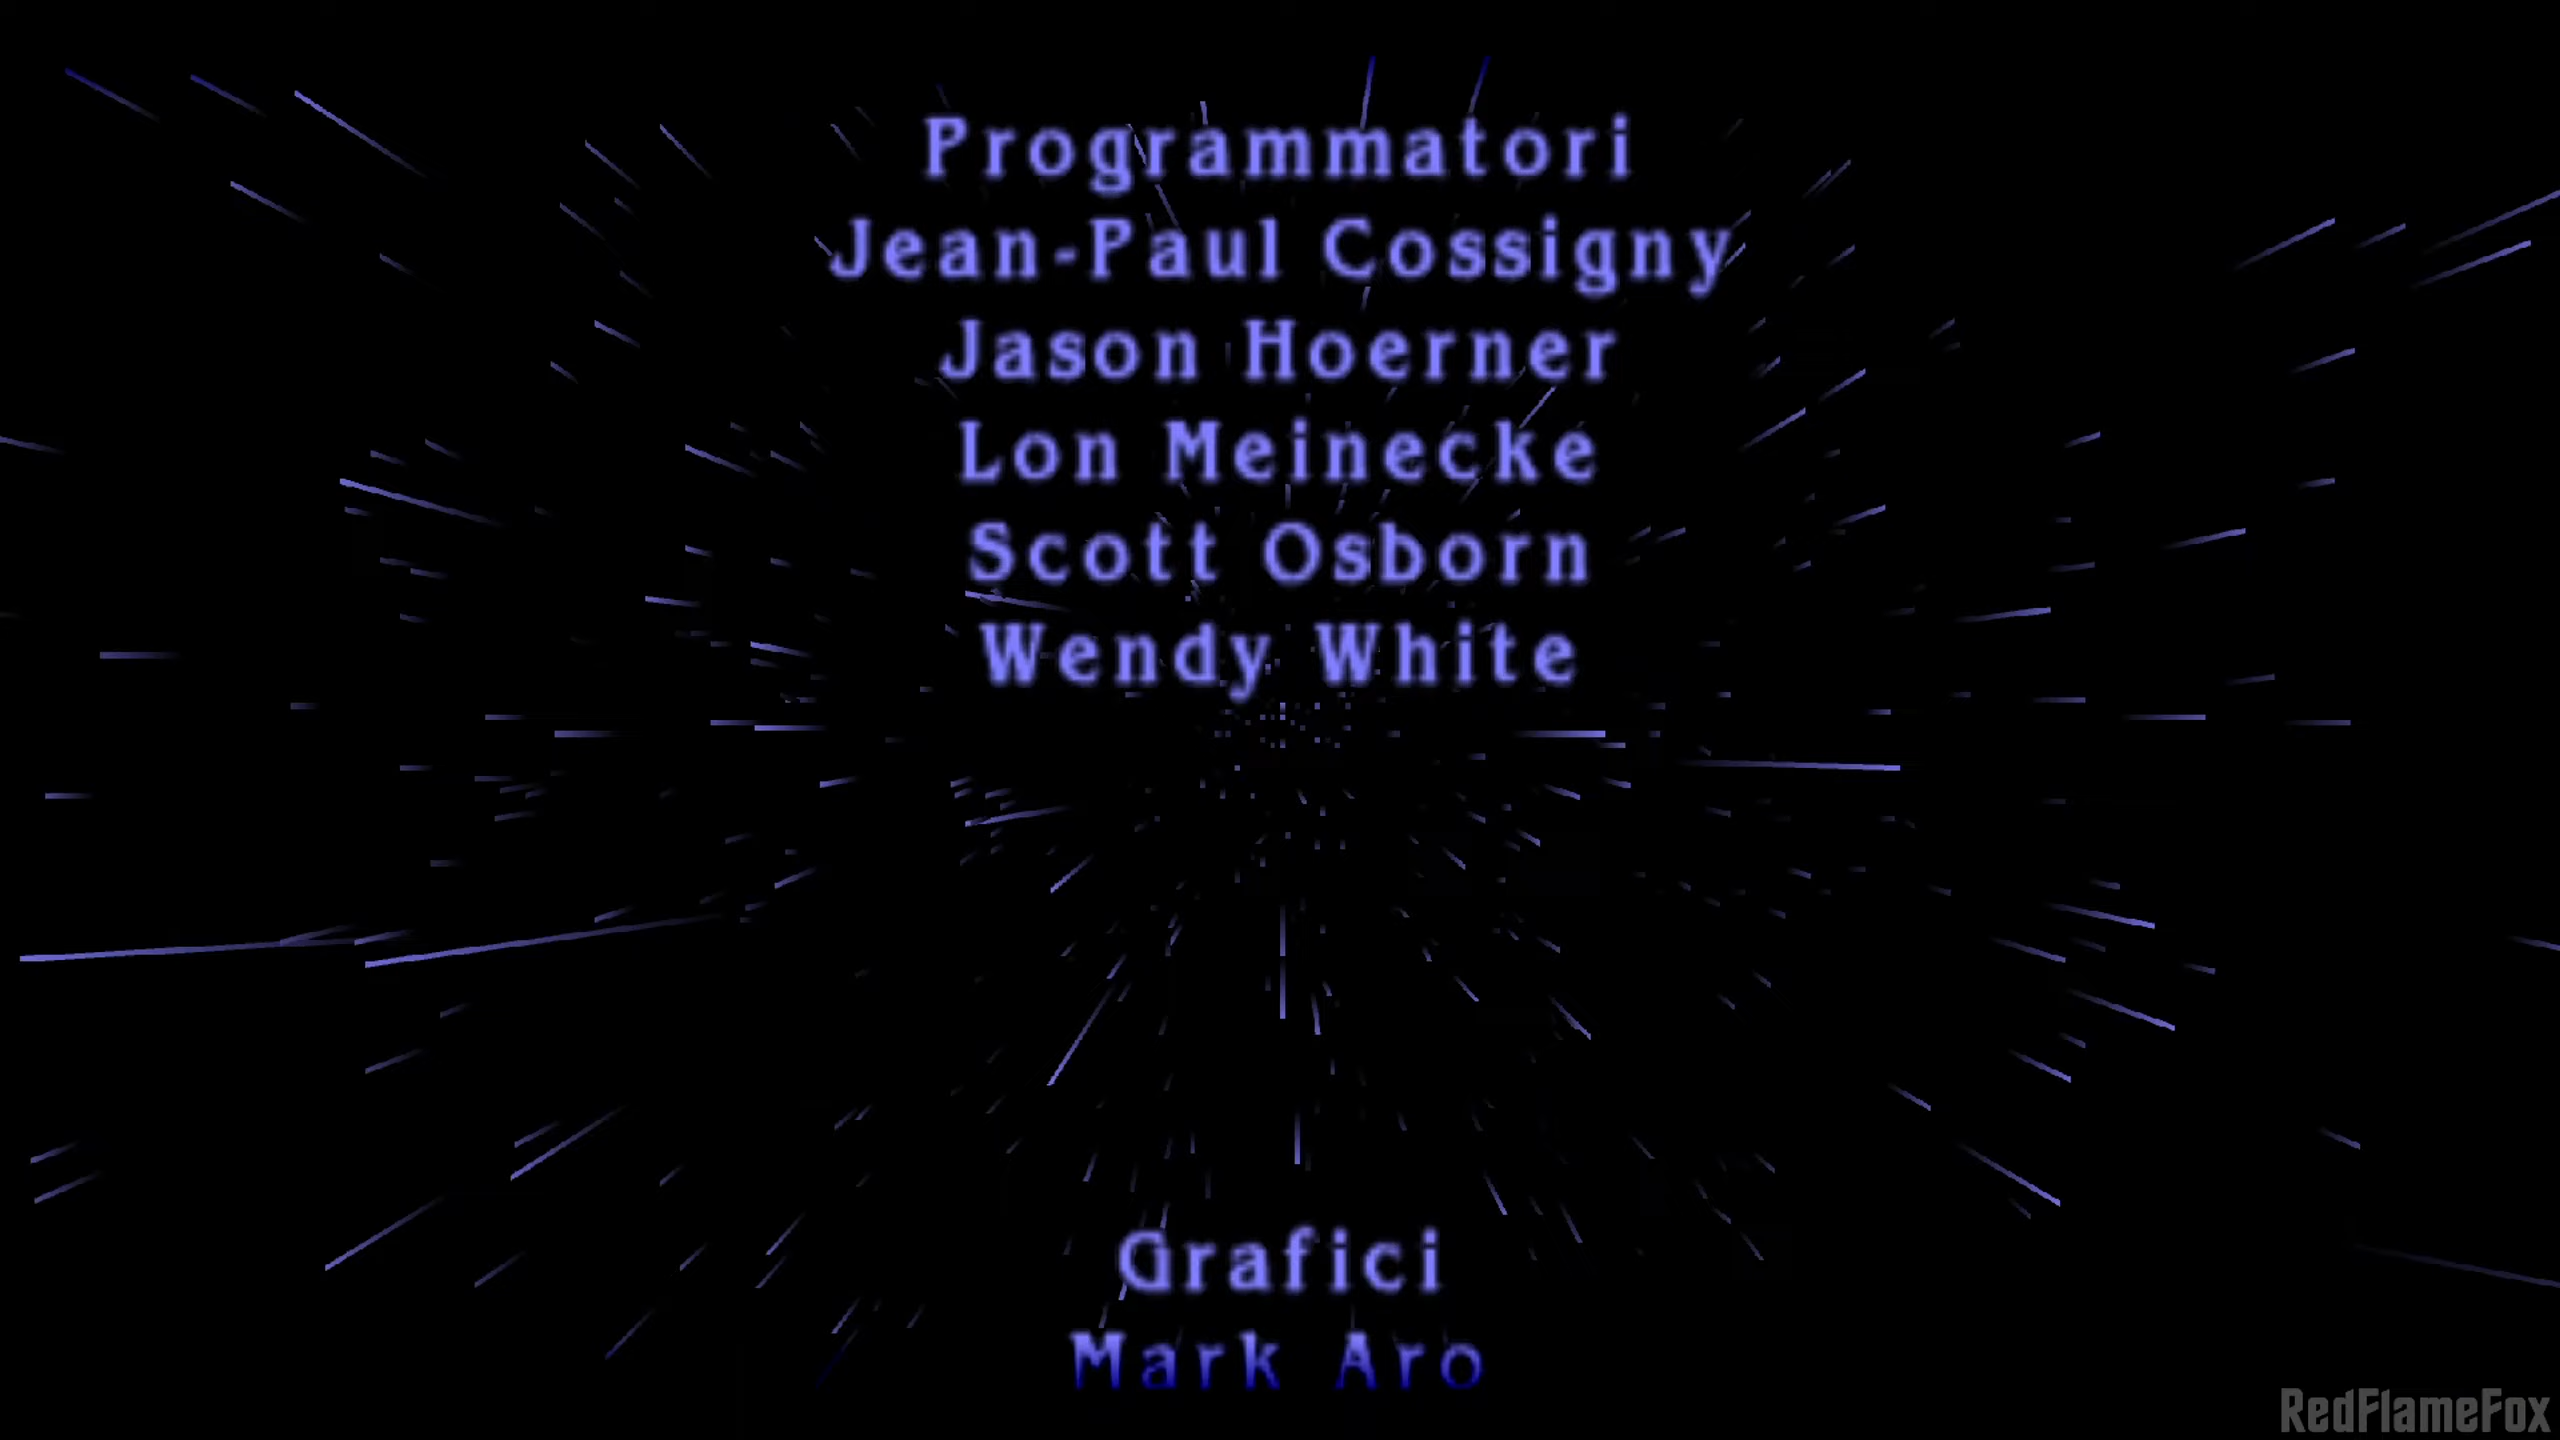 Programmatori
Jean-Paul Cossigny
Jason Hoerner
Lon Meinecke
Scott Osborn
Wendy White
Grafici
Mark Aro
RedFlameFox